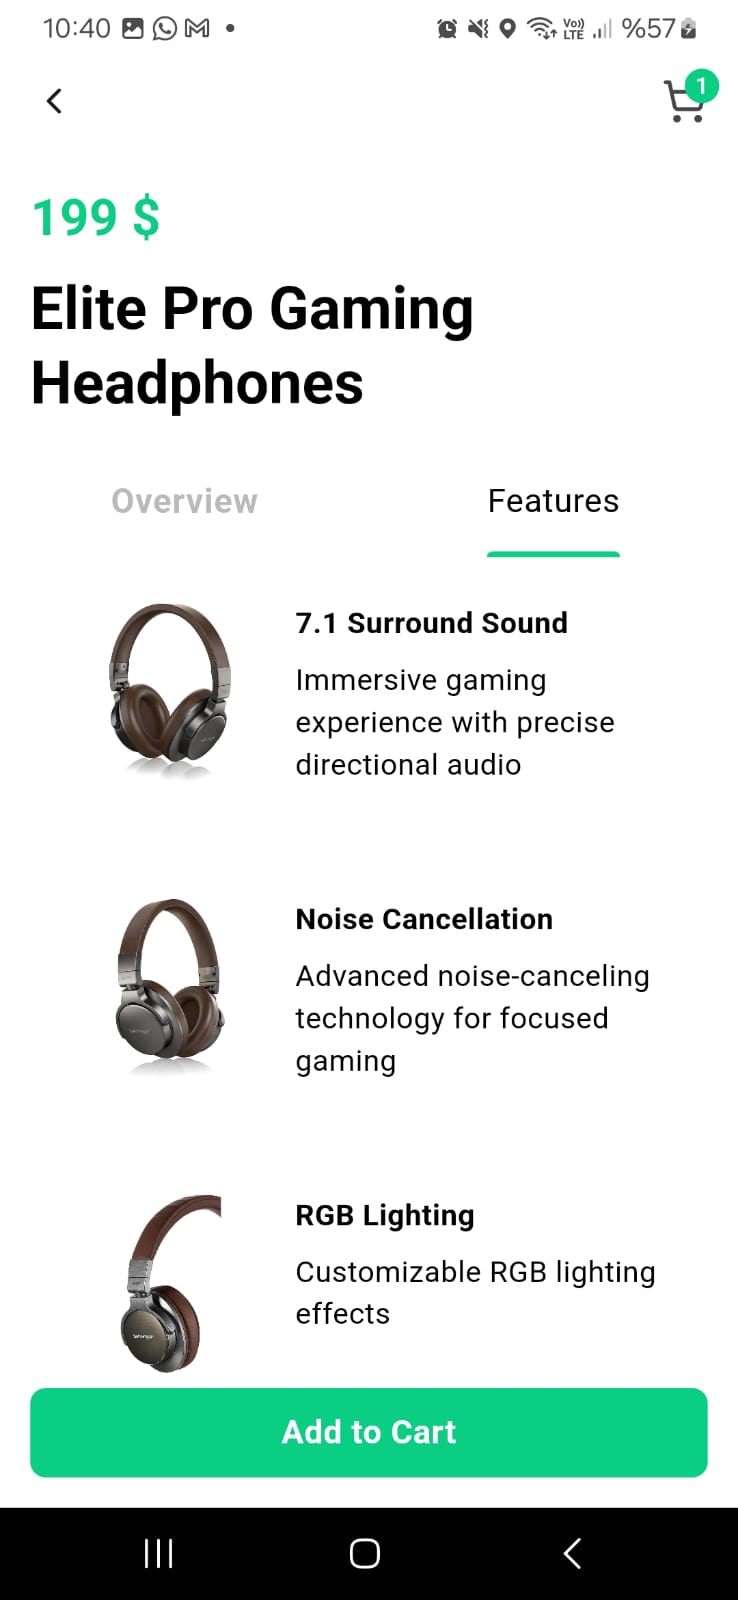 10:40
Vo))
LTE
%57
1
199 $
Elite Pro Gaming
Headphones
Overview
Features
7.1 Surround Sound
Immersive gaming
experience with precise
directional audio
Noise Cancellation
Advanced noise-canceling
technology for focused
gaming
RGB Lighting
Customizable RGB lighting
effects
Add to Cart